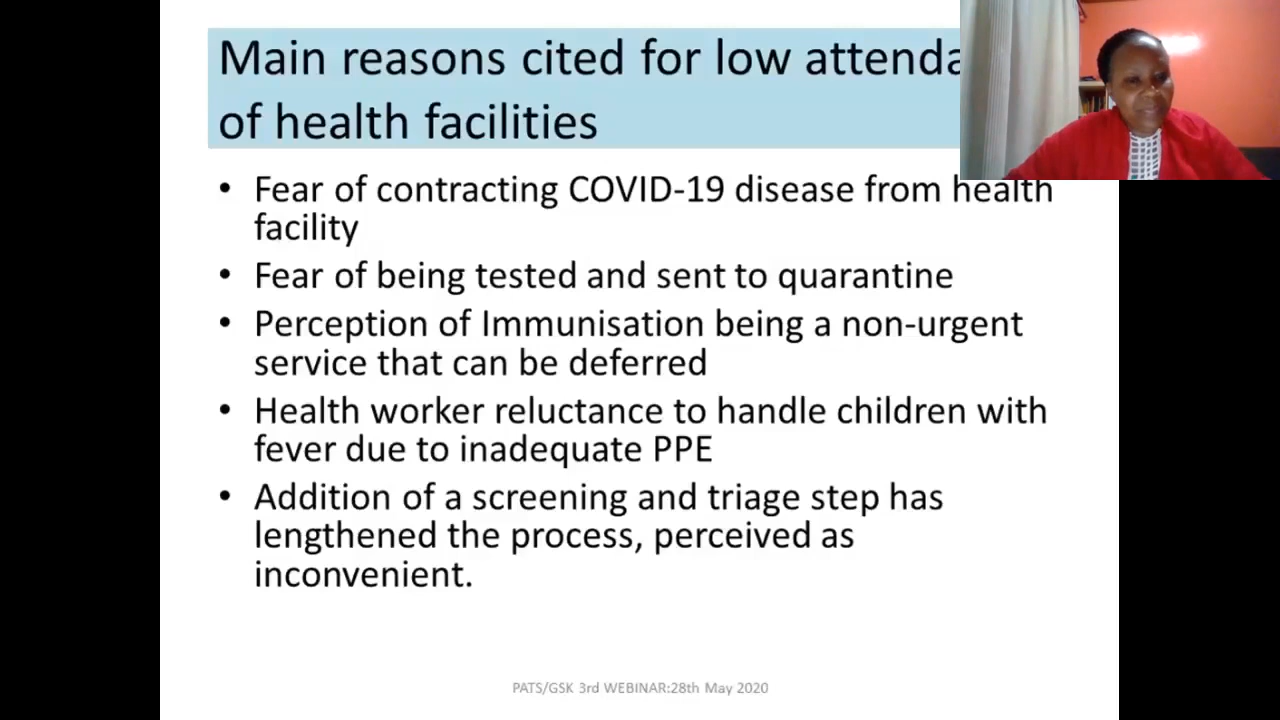 Main reasons cited for low attenda
of health facilities
• Fear of contracting COVID-19 disease from health
facility
• Fear of being tested and sent to quarantine
• Perception of Immunisation being a non-urgent
service that can be deferred
• Health worker reluctance to handle children with
fever due to inadequate PPE
• Addition of a screening and triage step has
lengthened the process, perceived as
inconvenient.
PATS/GSK 3rd WEBINAR:28th May 2020